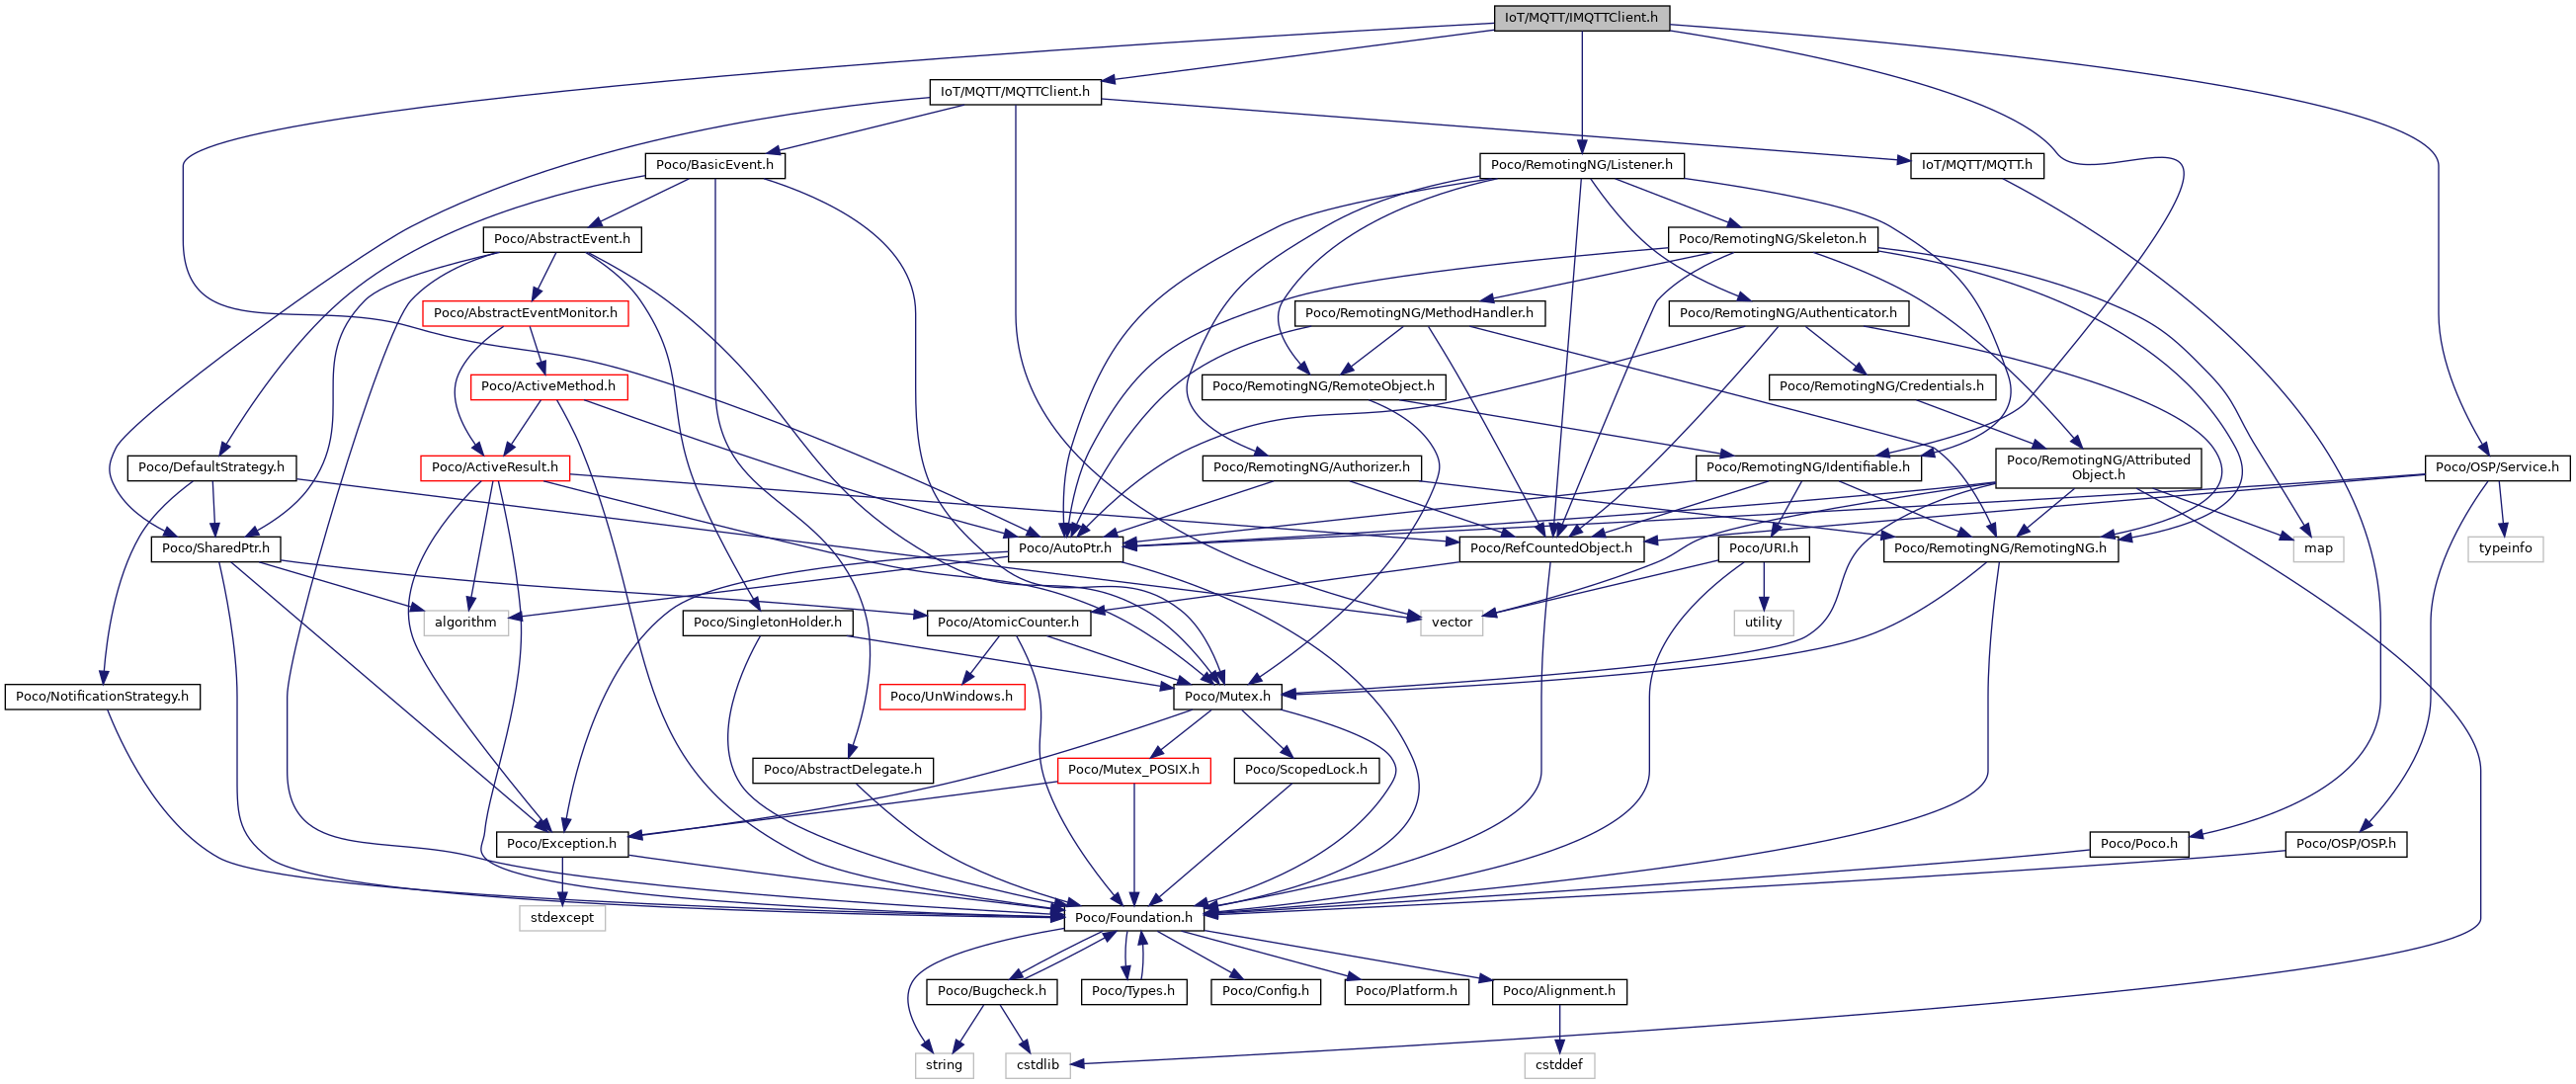 IoT/MQTT/IMQTTClient.h
IoT/MQTT/MQTTClient.h
Poco/BasicEvent.h
Poco/RemotingNG/Listener.h
IoT/MQTT/MQTT.h
Poco/AbstractEvent.h
Poco/RemotingNG/Skeleton.h
Poco/AbstractEventMonitor.h
Poco/RemotingNG/MethodHandler.h
Poco/RemotingNG/Authenticator.h
Poco/ActiveMethod.h
Poco/RemotingNG/RemoteObject.h
Poco/RemotingNG/Credentials.h
Poco/DefaultStrategy.h
Poco/ActiveResult.h
Poco/RemotingNG/Authorizer.h
Poco/RemotingNG/Identifiable.h
Poco/RemotingNG/Attributed
Object.h
Poco/OSP/Service.h
Poco/SharedPtr.h
Poco/AutoPtr.h
Poco/RefCountedObject.h
Poco/URI.h
Poco/RemotingNG/RemotingNG.h
map
typeinfo
algorithm
Poco/SingletonHolder.h
Poco/AtomicCounter.h
vector
utility
Poco/NotificationStrategy.h
Poco/UnWindows.h
Poco/Mutex.h
Poco/AbstractDelegate.h
Poco/Mutex_POSIX.h
Poco/ScopedLock.h
Poco/Exception.h
Poco/Poco.h
Poco/OSP/OSP.h
stdexcept
Poco/Foundation.h
Poco/Bugcheck.h
Poco/Types.h
Poco/Config.h
Poco/Platform.h
Poco/Alignment.h
string
cstdlib
cstddef